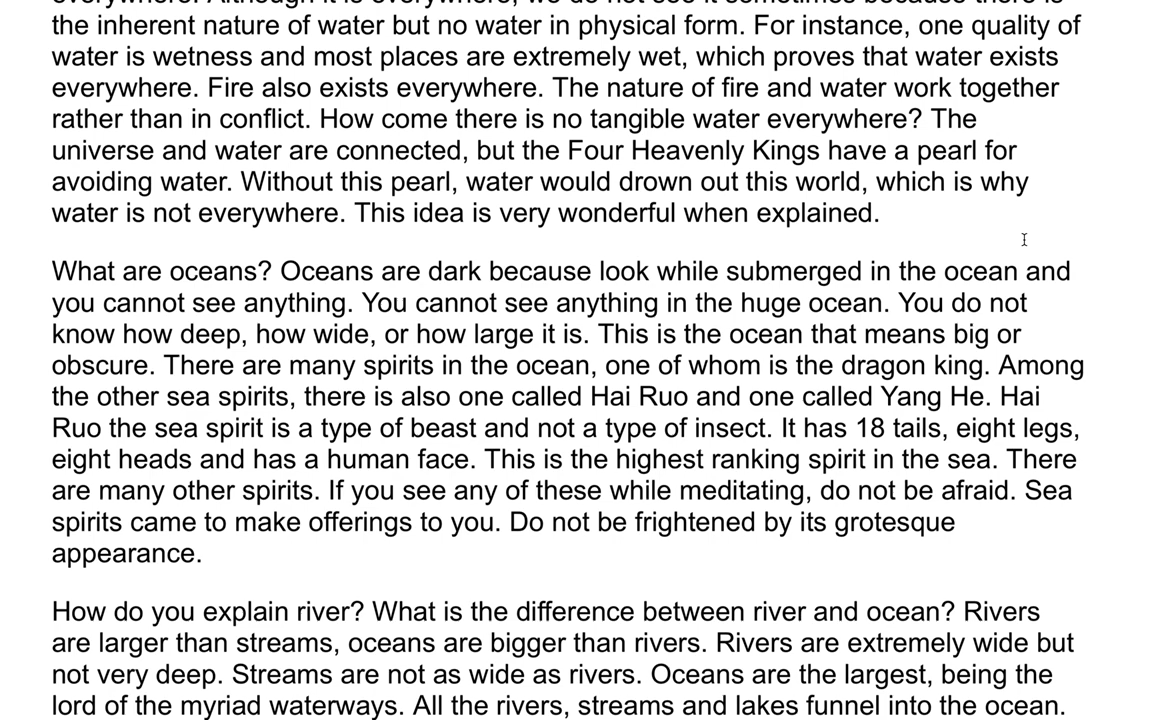 the inherent nature of water but no water in physical form. For instance, one quality of
water is wetness and most places are extremely wet, which proves that water exists
everywhere. Fire also exists everywhere. The nature of fire and water work together
rather than in conflict. How come there is no tangible water everywhere? The
universe and water are connected, but the Four Heavenly Kings have a pearl for
avoiding water. Without this pearl, water would drown out this world, which is why
water is not everywhere. This idea is very wonderful when explained.
What are oceans? Oceans are dark because look while submerged in the ocean and
you cannot see anything. You cannot see anything in the huge ocean. You do not
know how deep, how wide, or how large it is. This is the ocean that means big or
obscure. There are many spirits in the ocean, one of whom is the dragon king. Among
the other sea spirits, there is also one called Hai Ruo and one called Yang He. Hai
Ruo the sea spirit is a type of beast and not a type of insect. It has 18 tails, eight legs,
eight heads and has a human face. This is the highest ranking spirit in the sea. There
are many other spirits. If you see any of these while meditating, do not be afraid. Sea
spirits came to make offerings to you. Do not be frightened by its grotesque
appearance.
How do you explain river? What is the difference between river and ocean? Rivers
are larger than streams, oceans are bigger than rivers. Rivers are extremely wide but
not very deep. Streams are not as wide as rivers. Oceans are the largest, being the
lord of the myriad waterways. All the rivers, streams and lakes funnel into the ocean.